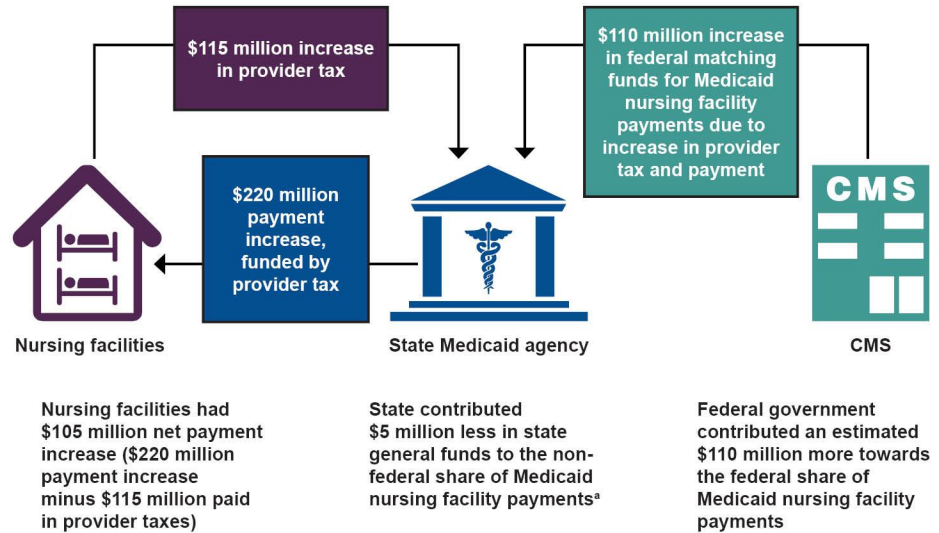 $115 million increase
in provider tax
$110 million increase
in federal matching
funds for Medicaid
nursing facility
payments due to
increase in provider
tax and payment
$220 million
payment
increase,
funded by
provider tax
CMS
Nursing facilities
State Medicaid agency
CMS
Nursing facilities had
$105 million net payment
increase ($220 million
payment increase
minus $115 million paid
in provider taxes)
State contributed
$5 million less in state
general funds to the non-
federal share of Medicaid
nursing facility paymentsª
Federal government
contributed an estimated
$110 million more towards
the federal share of
Medicaid nursing facility
payments